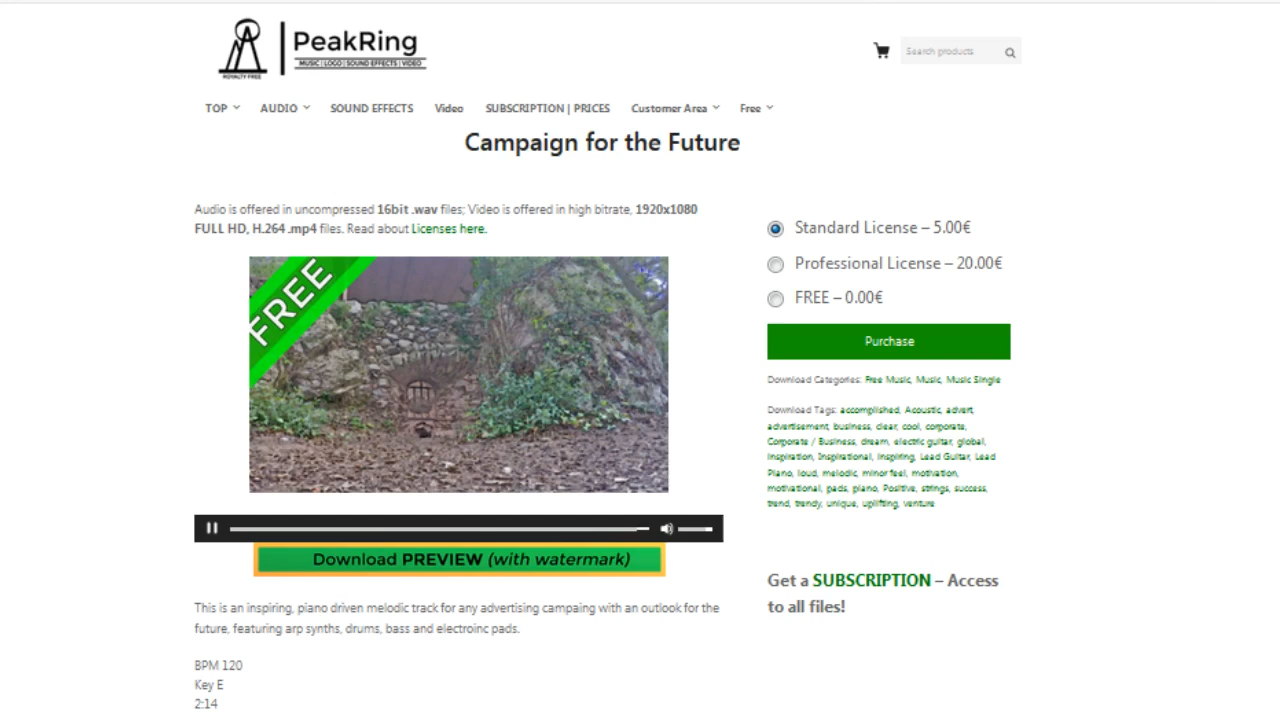 PeakRing
MUSIC | LOGO | SOUND EFFECTS | VIDEO
ROYALTY FREE
Search products
TOP AUDIO SOUND EFFECTS Video SUBSCRIPTION | PRICES Customer Area Free
Campaign for the Future
Audio is offered in uncompressed 16bit .wav files; Video is offered in high bitrate, 1920x1080
FULL HD, H.264 .mp4 files. Read about Licenses here.
FREE
Download PREVIEW (with watermark)
This is an inspiring, piano driven melodic track for any advertising campaing with an outlook for the
future, featuring arp synths, drums, bass and electroinc pads.
BPM 120
Key E
2:14
Standard License – 5.00€
Professional License – 20.00€
FREE – 0.00€
Purchase
Download Categories: Free Music, Music, Music Single
Download Tags: accomplished, Acoustic, advert,
advertisement, business, clear, cool, corporate,
Corporate / Business, dream, electric guitar, global,
inspiration, Inspirational, inspiring, Lead Guitar, Lead
Piano, loud, melodic, minor feel, motivation,
motivational, pads, piano, Positive, strings, success,
trend, trendy, unique, uplifting, venture
Get a SUBSCRIPTION – Access
to all files!